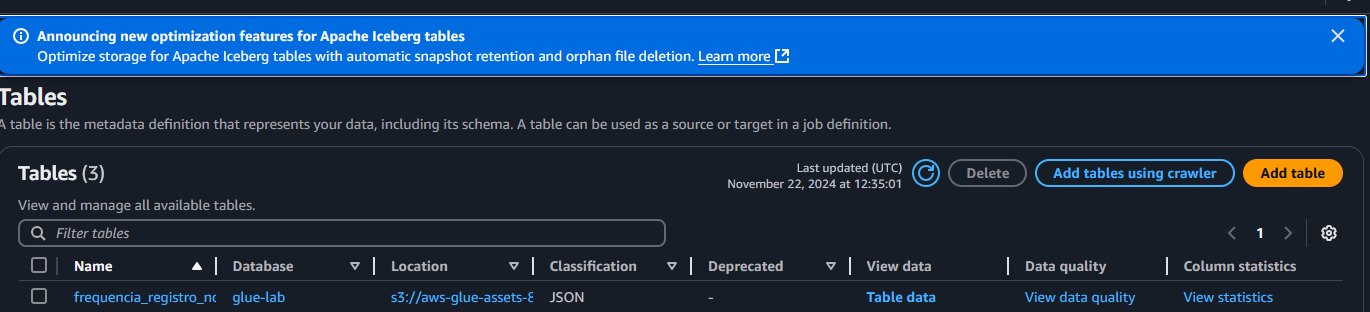 Announcing new optimization features for Apache Iceberg tables
Optimize storage for Apache Iceberg tables with automatic snapshot retention and orphan file deletion. Learn more
Tables
A table is the metadata definition that represents your data, including its schema. A table can be used as a source or target in a job definition.
Tables (3)
Last updated (UTC)
November 22, 2024 at 12:35:01
Delete
Add tables using crawler
Add table
View and manage all available tables.
Filter tables
1
Name Database Location Classification Deprecated View data Data quality Column statistics
frequencia_registro_nc glue-lab s3://aws-glue-assets-8 JSON - Table data View data quality View statistics